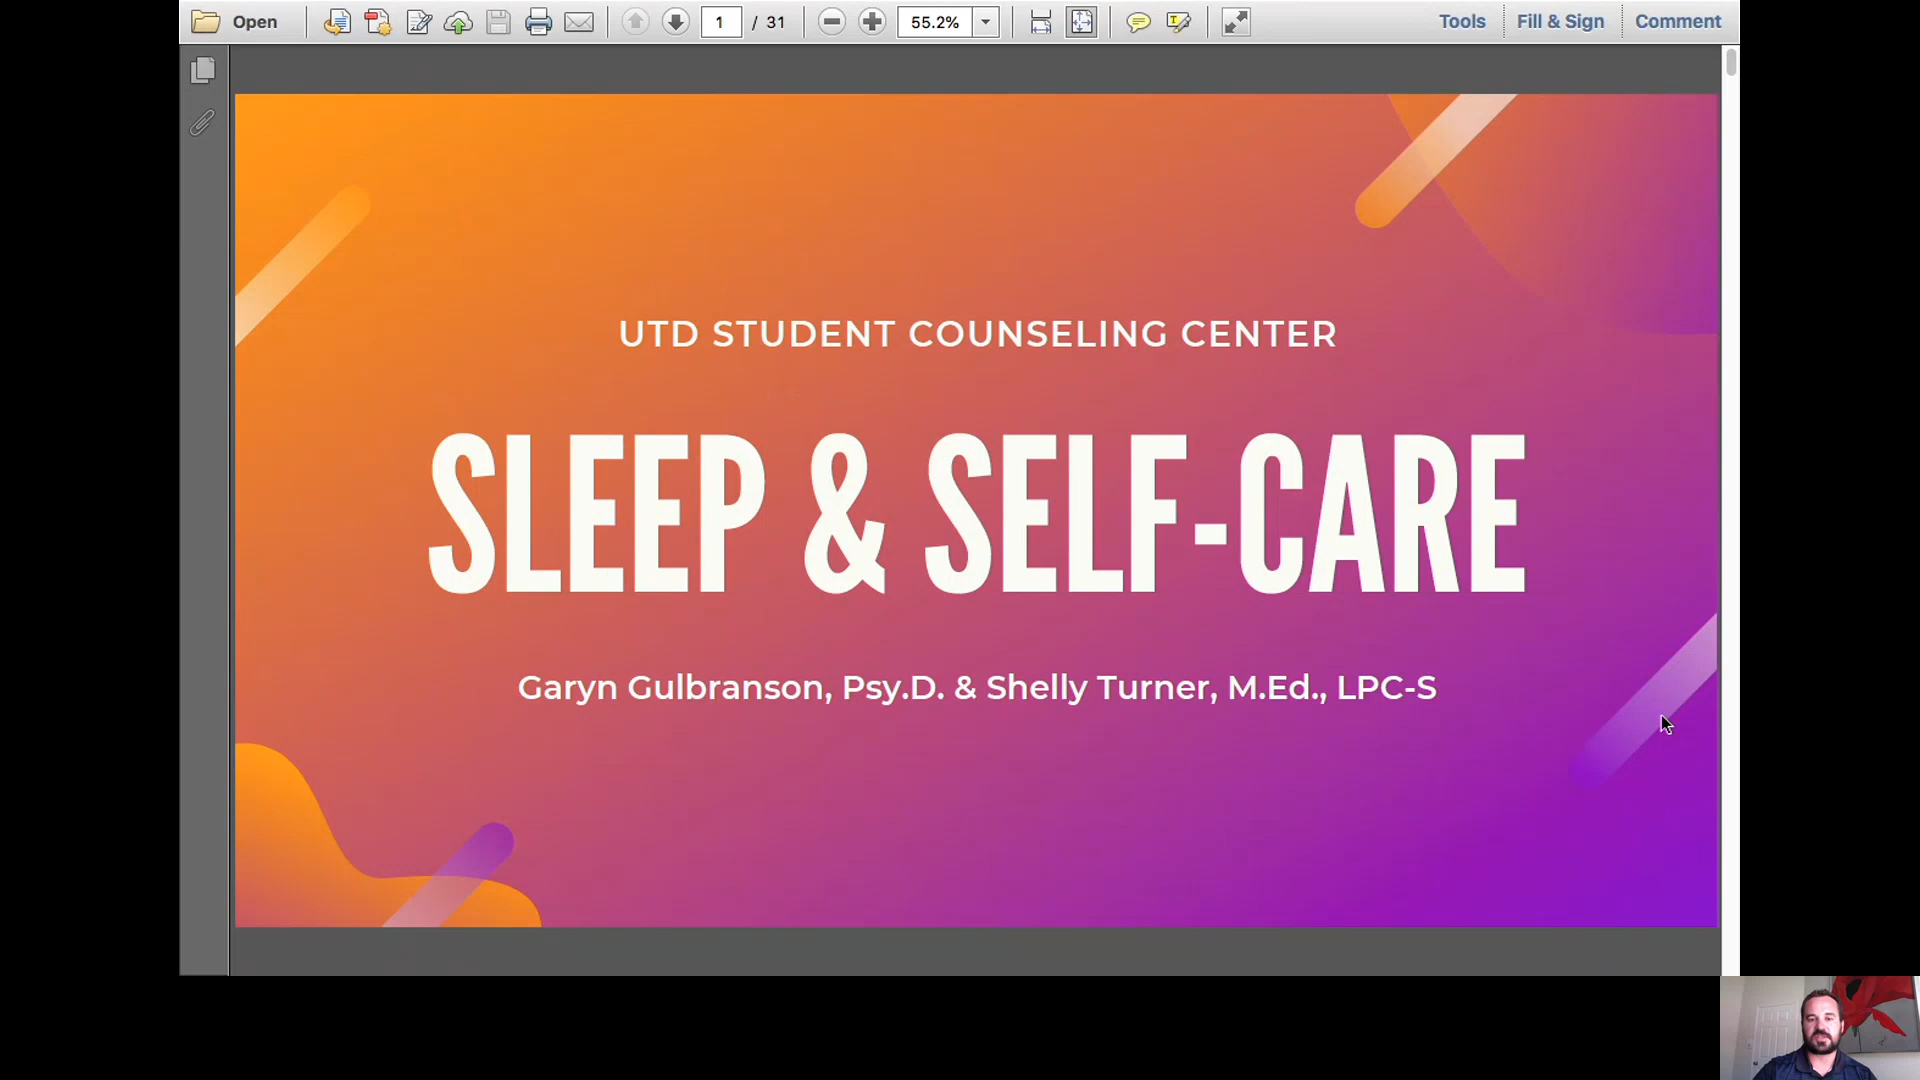 Open
1 / 31
55.2%
Tools
Fill & Sign
Comment
UTD STUDENT COUNSELING CENTER
SLEEP & SELF-CARE
Garyn Gulbranson, Psy.D. & Shelly Turner, M.Ed., LPC-S